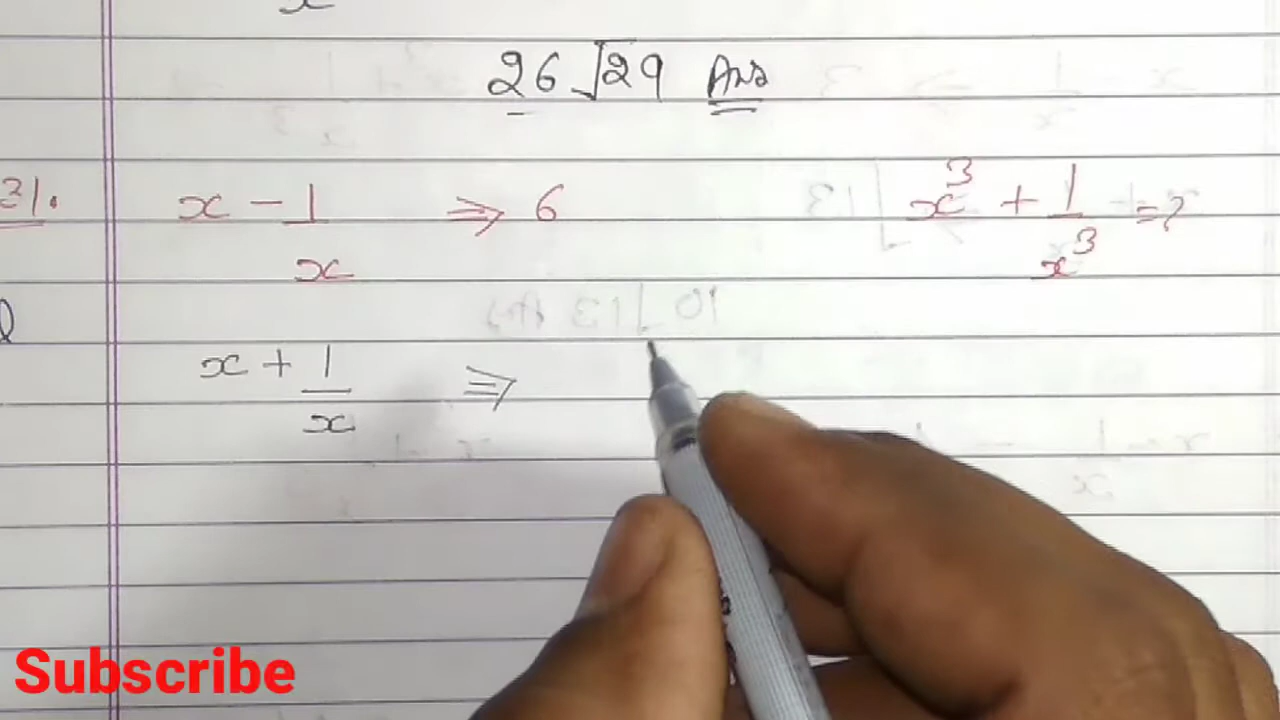 26√29 Ans
31. x - 1/x ⇒ 6 x³ + 1/x³ = ?
x + 1/x ⇒
Subscribe